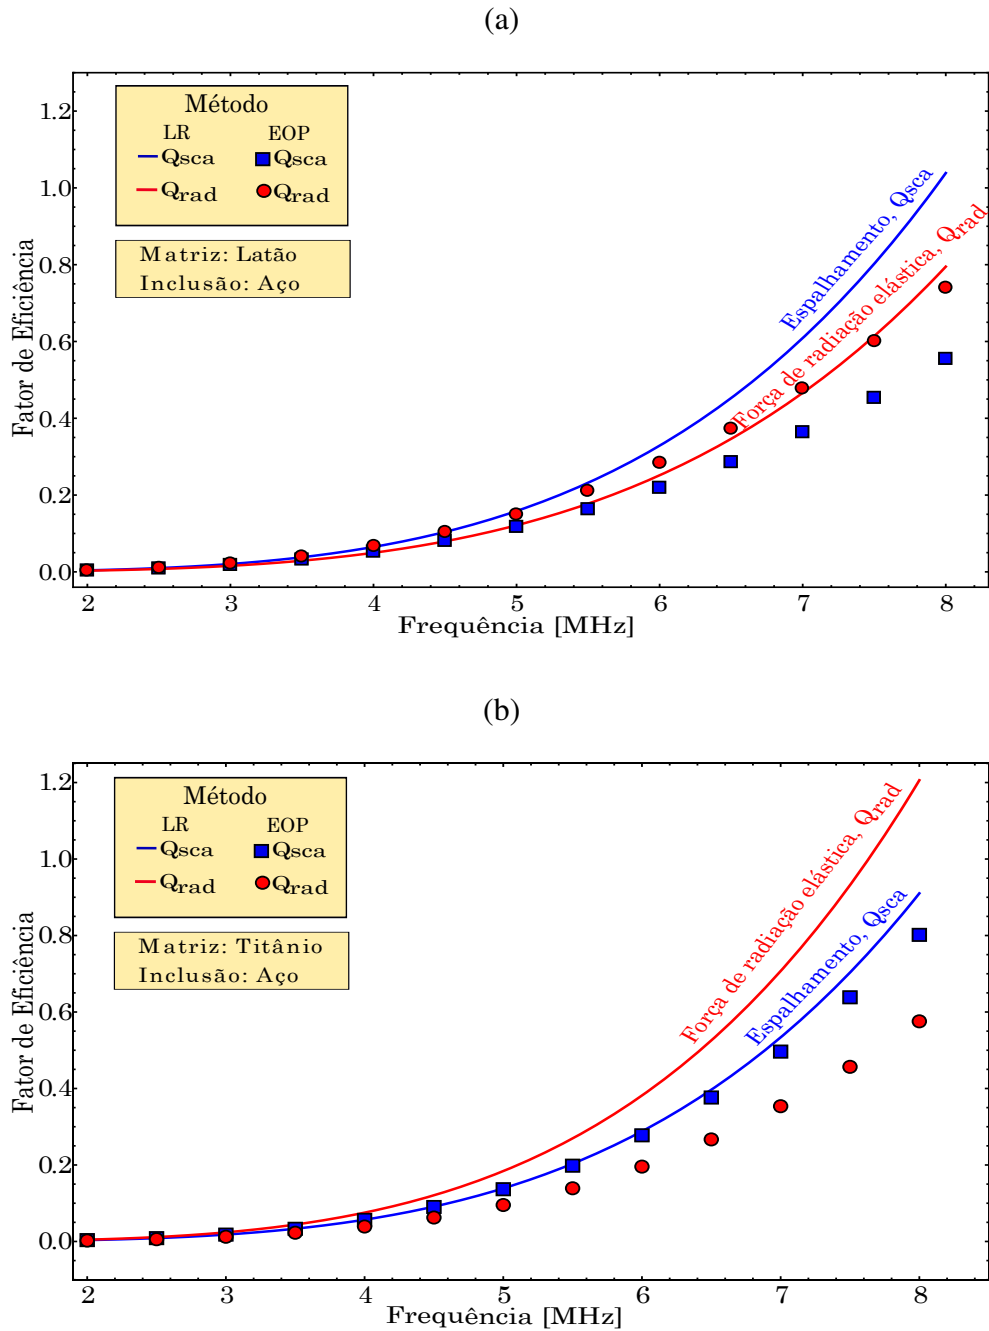 (a)
Método
LR EOP
Qsca Qsca
Qrad Qrad
Matriz: Latão
Inclusão: Aço
Espalhamento, Qsca
Força de radiação elástica, Qrad
Fator de Eficiência
1.2
1.0
0.8
0.6
0.4
0.2
0.0
2 3 4 5 6 7 8
Frequência [MHz]
(b)
Método
LR EOP
Qsca Qsca
Qrad Qrad
Matriz: Titânio
Inclusão: Aço
Força de radiação elástica, Qrad
Espalhamento, Qsca
Fator de Eficiência
1.2
1.0
0.8
0.6
0.4
0.2
0.0
2 3 4 5 6 7 8
Frequência [MHz]